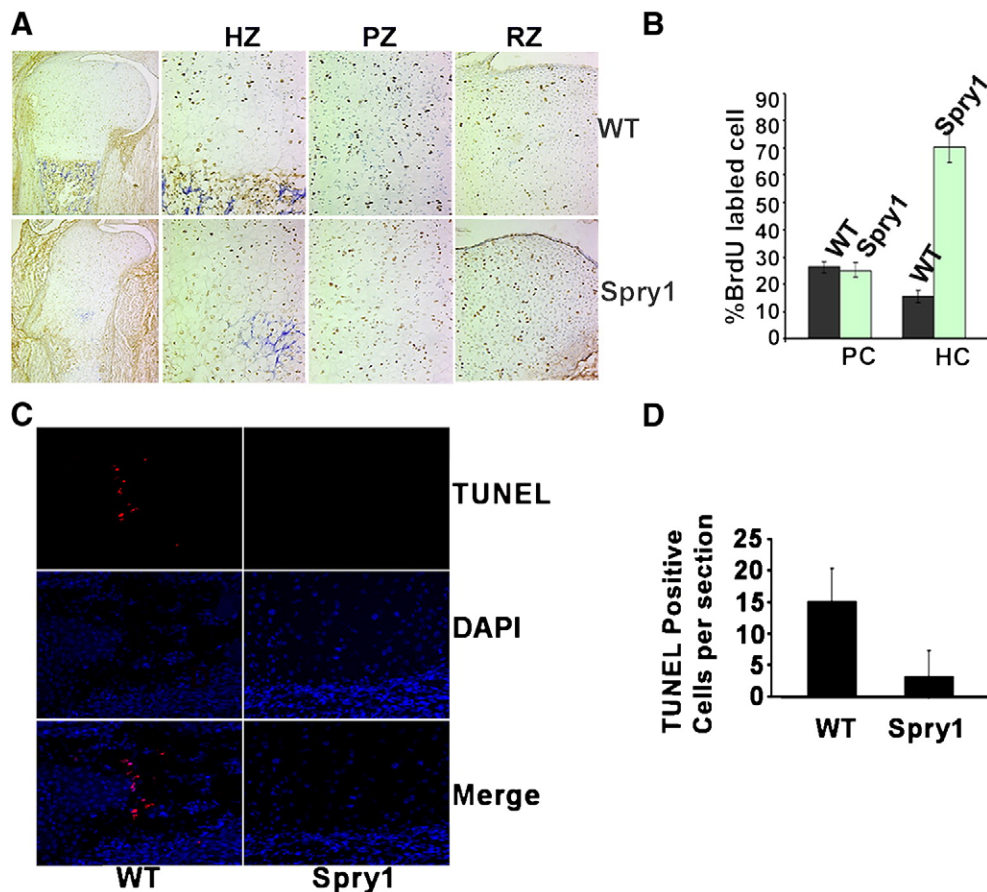 A
HZ PZ RZ
WT
Spry1
B
%BrdU labled cell
90
80
70
60
50
40
30
20
10
0
WT
Spry1
WT
Spry1
PC HC
C
TUNEL
DAPI
Merge
WT Spry1
D
TUNEL Positive
Cells per section
25
20
15
10
5
0
WT Spry1